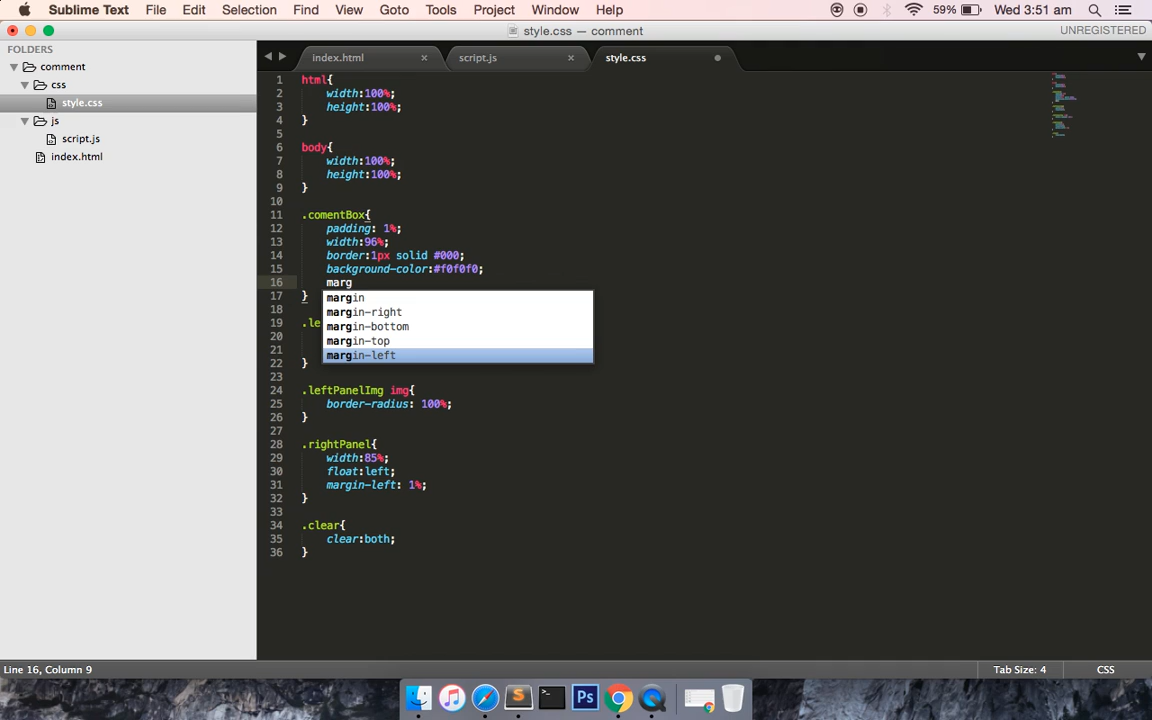 Sublime Text File Edit Selection Find View Goto Tools Project Window Help 59% Wed 3:51 am
style.css — comment UNREGISTERED
FOLDERS
comment
css
style.css
js
script.js
index.html
index.html script.js style.css
1 html{
2 width:100%;
3 height:100%;
4 }
5
6 body{
7 width:100%;
8 height:100%;
9 }
10
11 .comentBox{
12 padding: 1%;
13 width:96%;
14 border:1px solid #000;
15 background-color:#f0f0f0;
16 marg
17 }
margin
margin-right
margin-bottom
margin-top
margin-left
18
19 .le
20
21
22 }
23
24 .leftPanelImg img{
25 border-radius: 100%;
26 }
27
28 .rightPanel{
29 width:85%;
30 float:left;
31 margin-left: 1%;
32 }
33
34 .clear{
35 clear:both;
36 }
Line 16, Column 9 Tab Size: 4 CSS
Ps